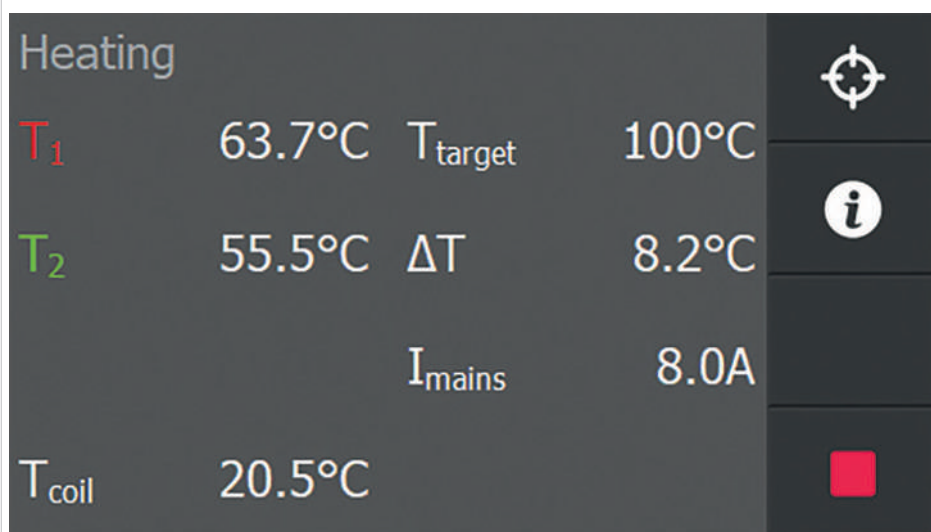 Heating
T1 63.7°C Ttarget 100°C
T2 55.5°C ΔT 8.2°C
Imains 8.0A
Tcoil 20.5°C